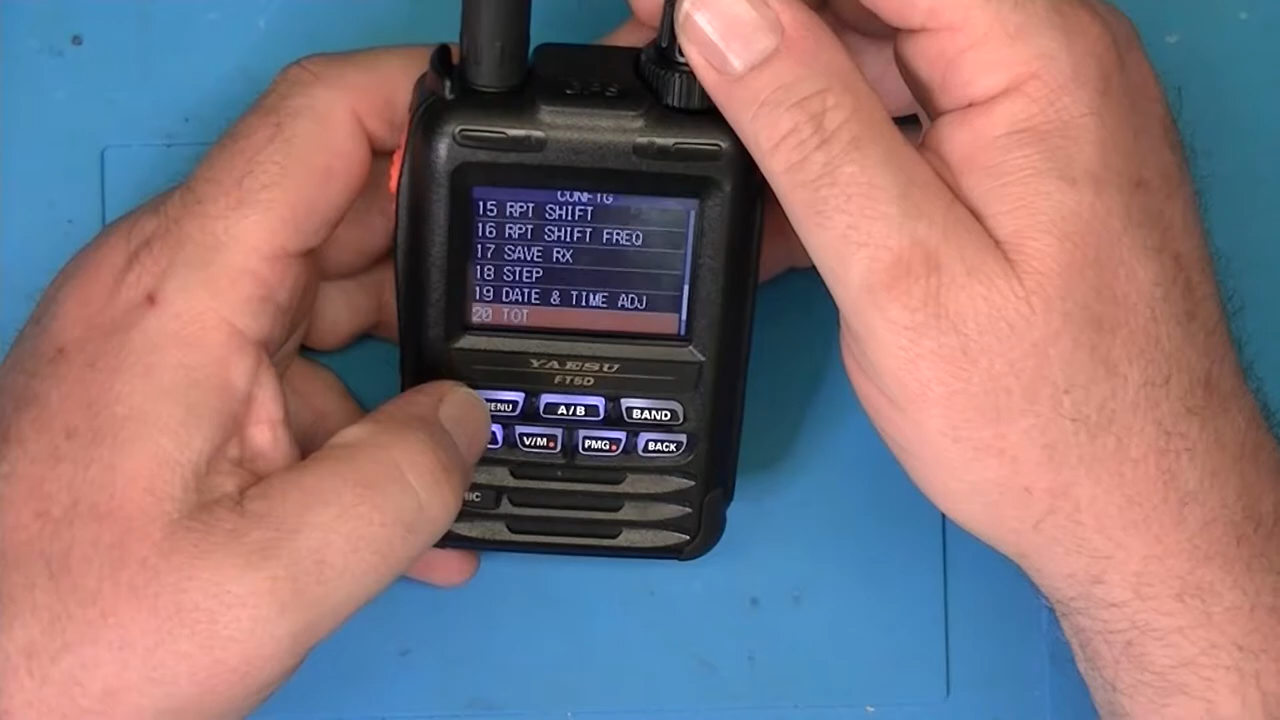 GPS
CONFIG
15 RPT SHIFT
16 RPT SHIFT FREQ
17 SAVE RX
18 STEP
19 DATE & TIME ADJ
20 TOT
YAESU
FT5D
A/B
BAND
V/M
PMG
BACK